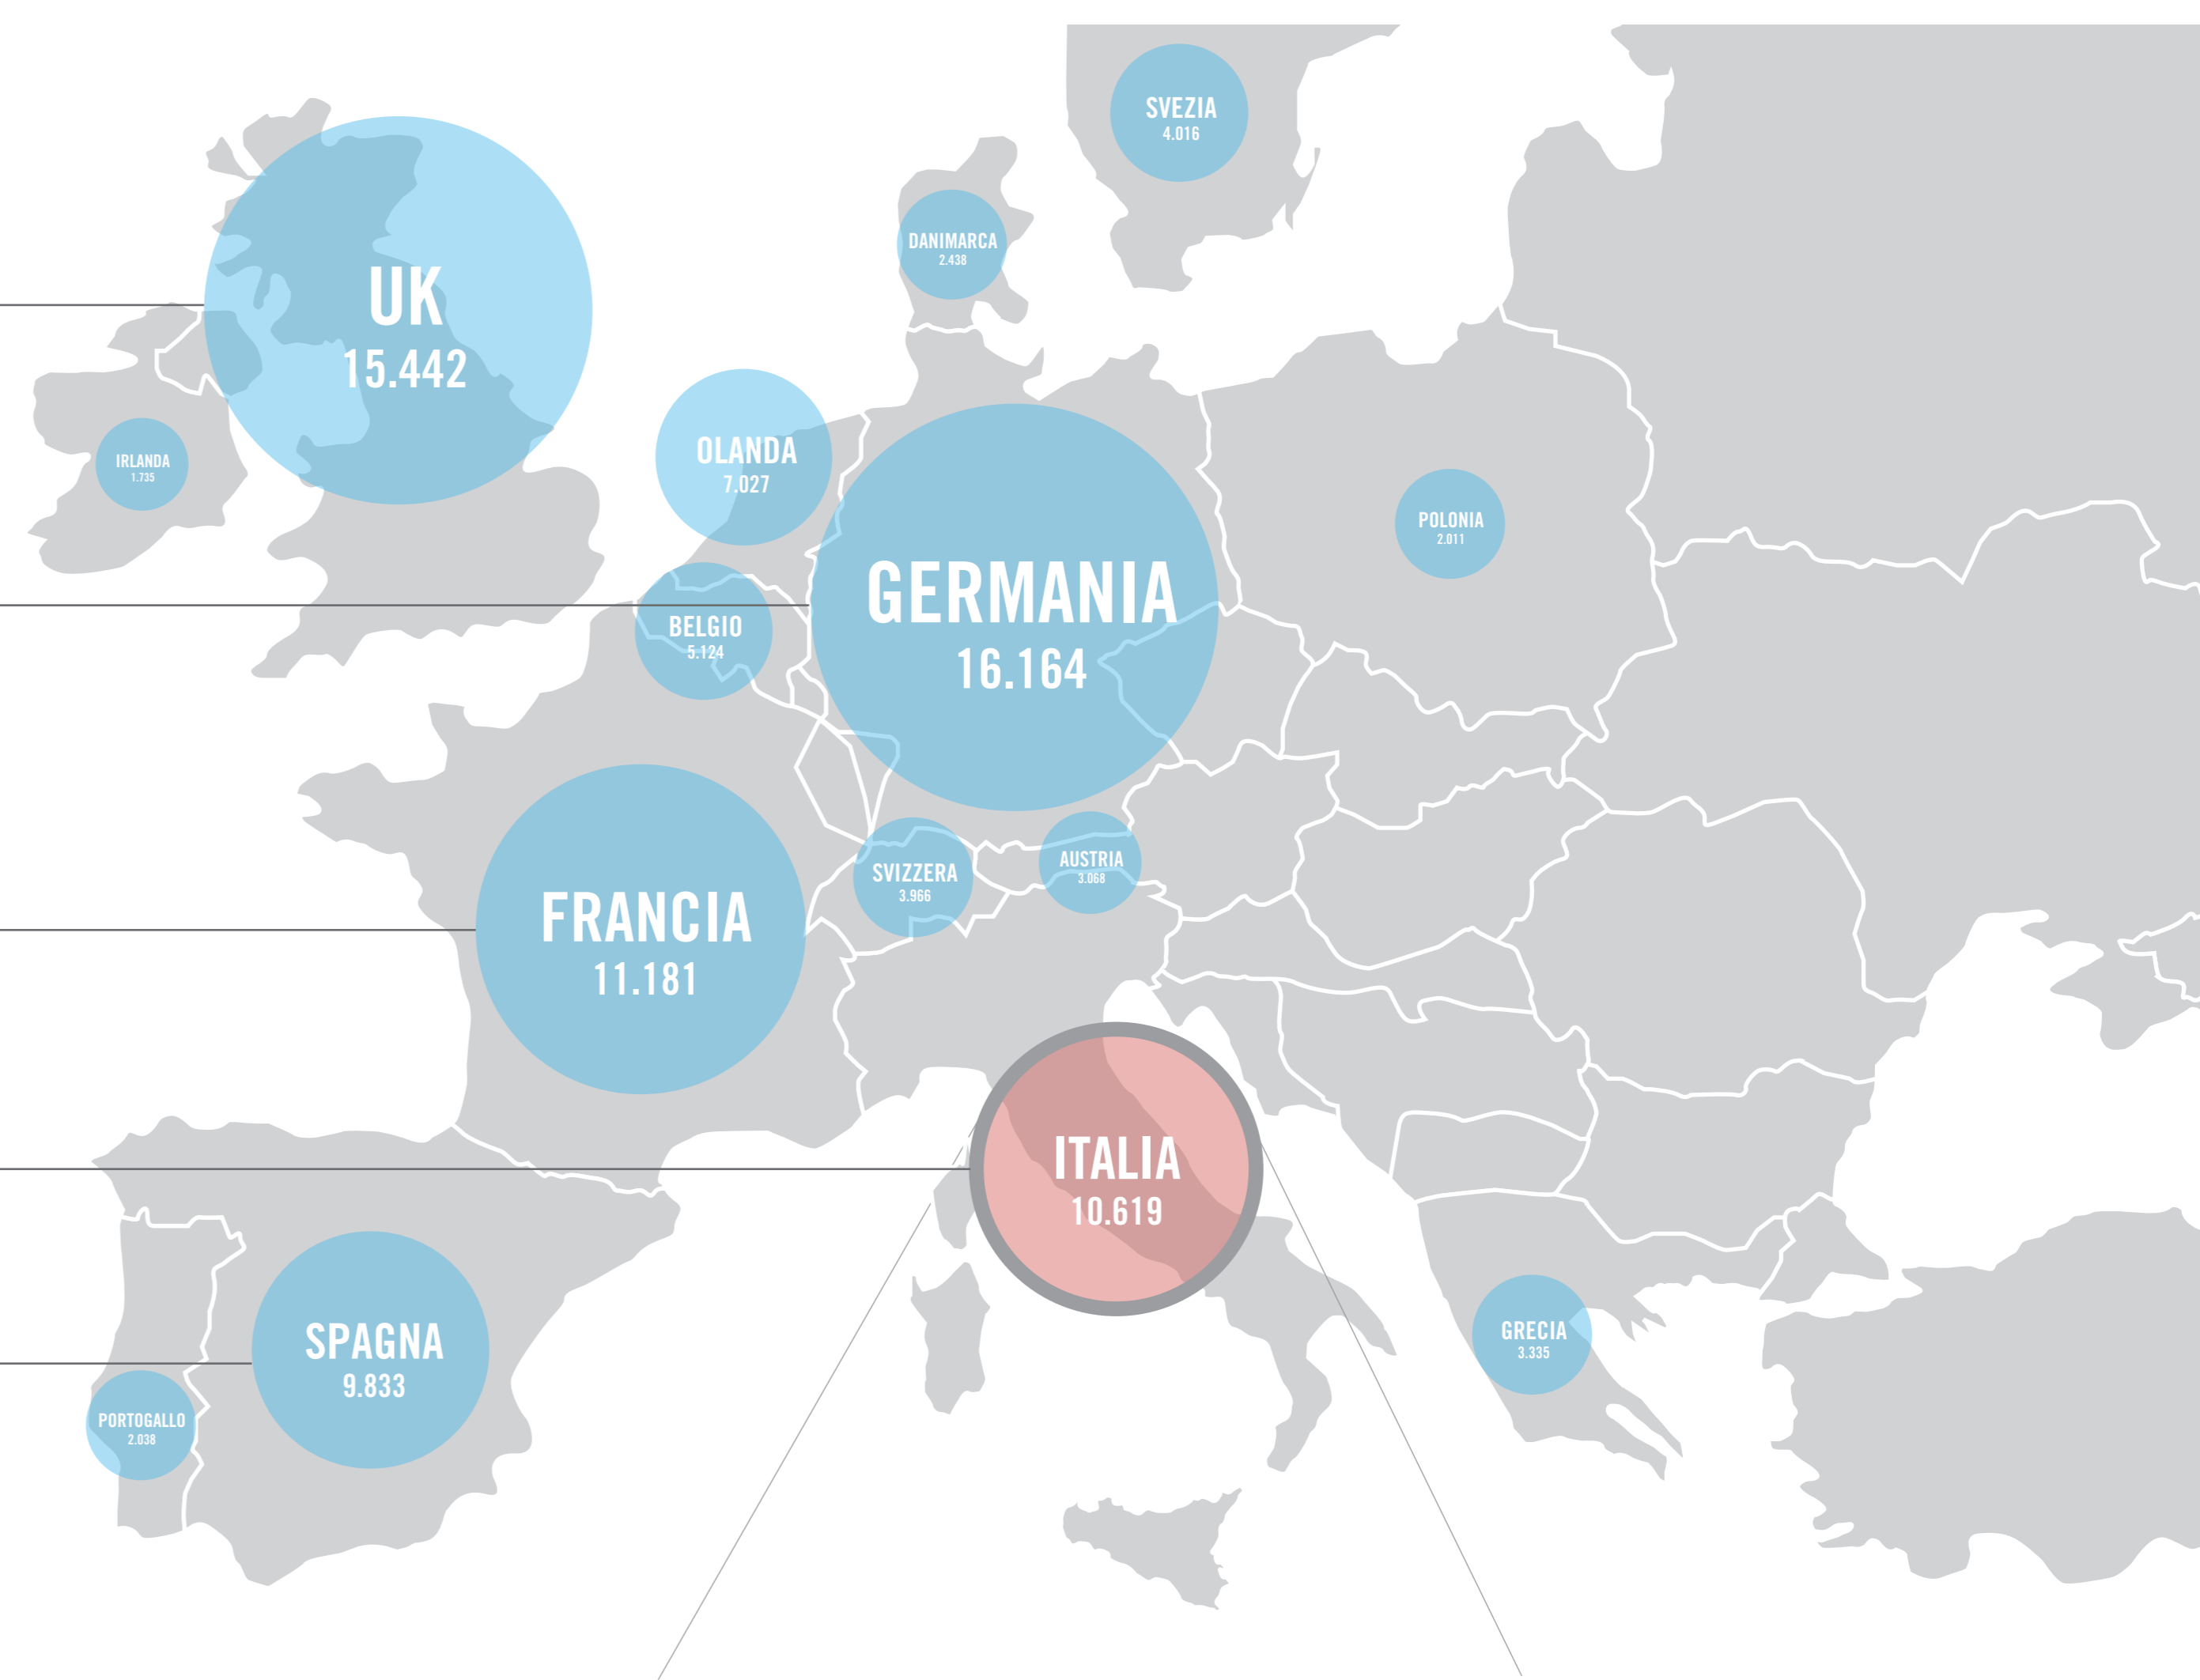 SVEZIA
4.016
DANIMARCA
2.438
UK
15.442
OLANDA
7.027
IRLANDA
1.735
POLONIA
2.011
GERMANIA
16.164
BELGIO
5.124
SVIZZERA
3.966
AUSTRIA
3.068
FRANCIA
11.181
ITALIA
10.619
SPAGNA
9.833
GRECIA
3.335
PORTOGALLO
2.038